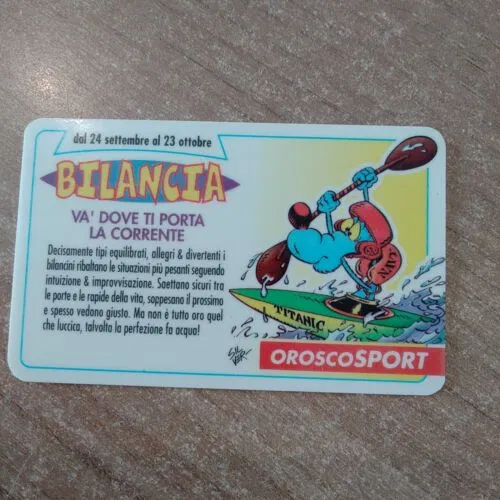 dal 24 settembre al 23 ottobre
BILANCIA
VA' DOVE TI PORTA
LA CORRENTE
Decisamente tipi equilibrati, allegri & divertenti i
bilancini ribaltano le situazioni più pesanti seguendo
intuizione & improvvisazione. Saettano sicuri tra
le porte e le rapide della vita, soppesano il prossimo
e spesso vedono giusto. Ma non è tutto oro quel
che luccica, talvolta la perfezione fa acqua!
TITANIC
OROSCOSPORT